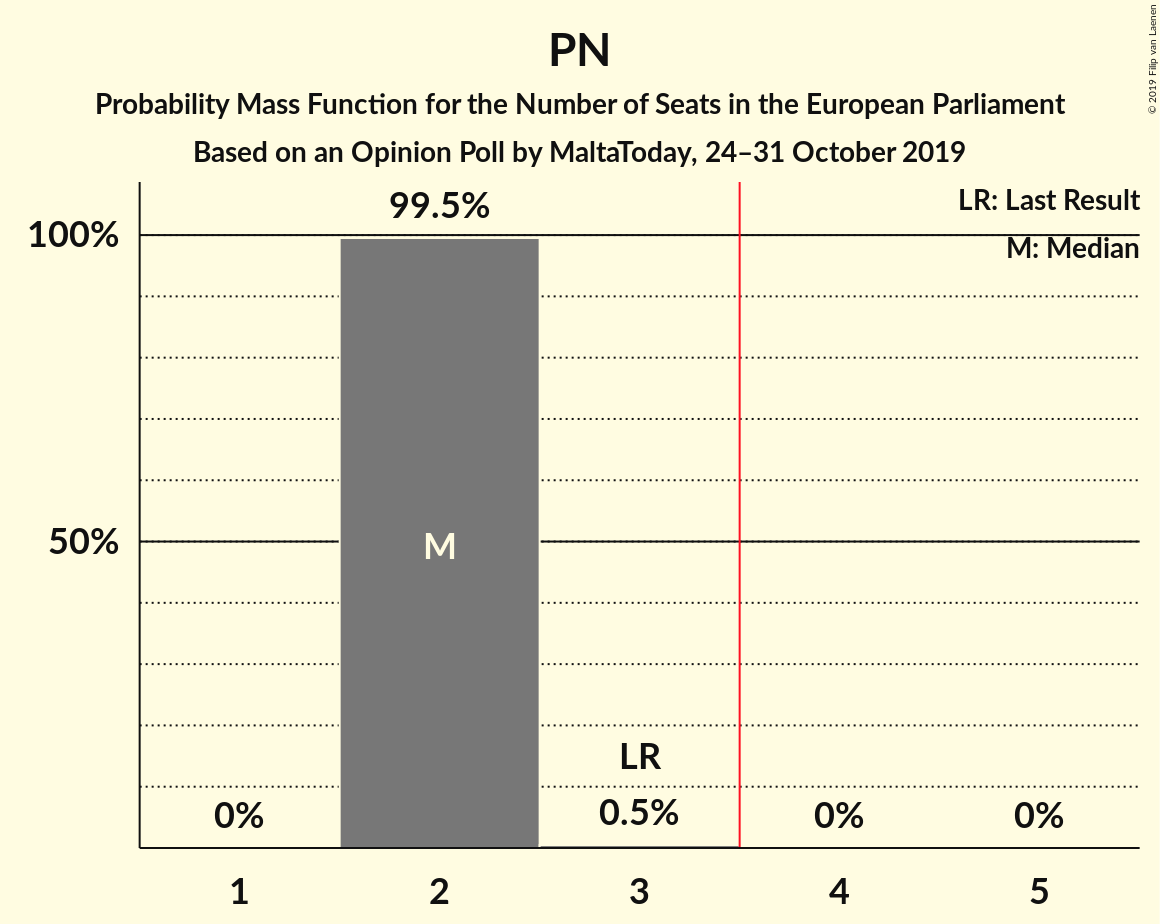 PN
Probability Mass Function for the Number of Seats in the European Parliament
Based on an Opinion Poll by MaltaToday, 24–31 October 2019
© 2019 Filip van Laenen
LR: Last Result
M: Median
99.5%
100%
50%
M
LR
0%
0.5%
0%
0%
1
2
3
4
5